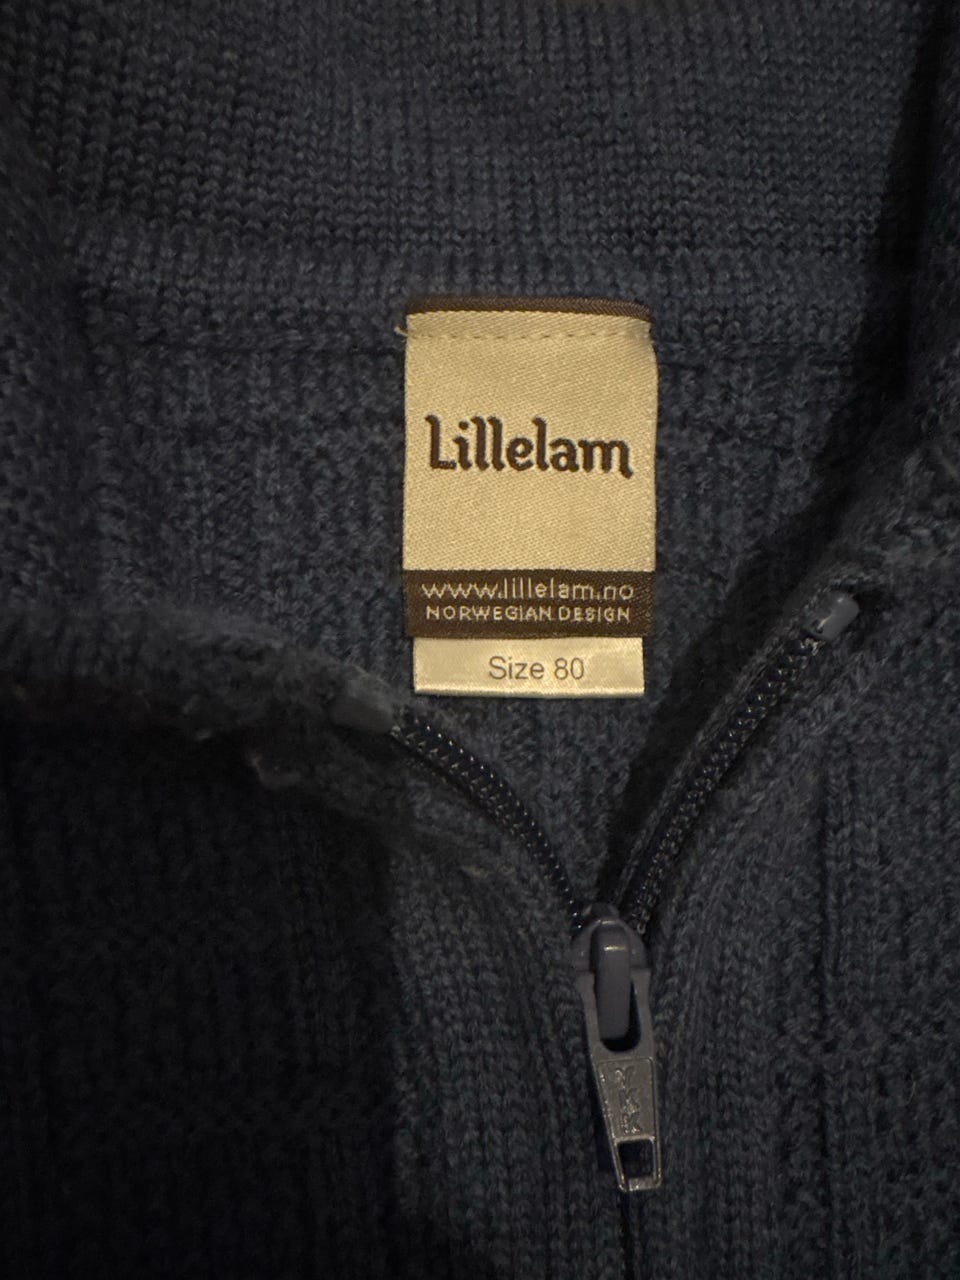 Lillelam
www.lillelam.no
NORWEGIAN DESIGN
Size 80